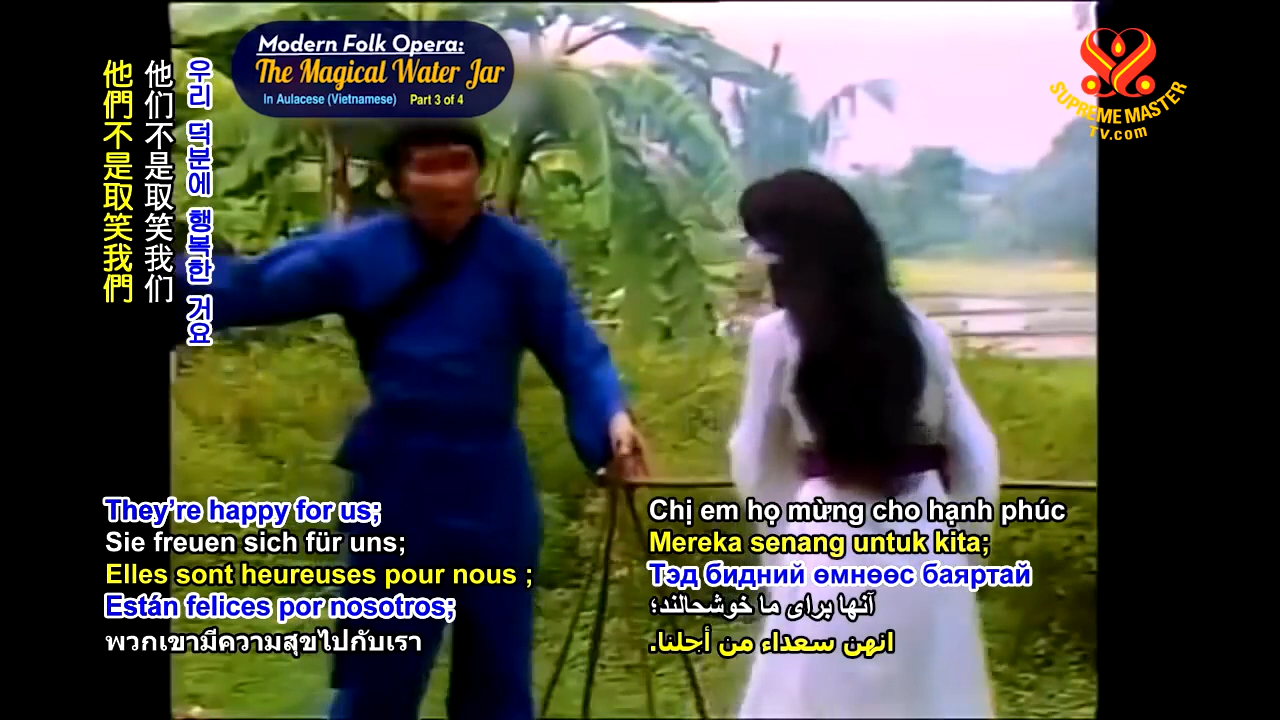 Modern Folk Opera:
The Magical Water Jar
In Aulacese (Vietnamese) Part 3 of 4
SUPREME MASTER
TV.com
우리 덕분에 행복한 거요
他们不是取笑我们
他們不是取笑我們
They're happy for us;
Sie freuen sich für uns;
Elles sont heureuses pour nous ;
Están felices por nosotros;
พวกเขามีความสุขไปกับเรา
Chị em họ mừng cho hạnh phúc
Mereka senang untuk kita;
Тэд бидний өмнөөс баяртай
آنها برای ما خوشحالند؛
انهن سعداء من أجلنا.